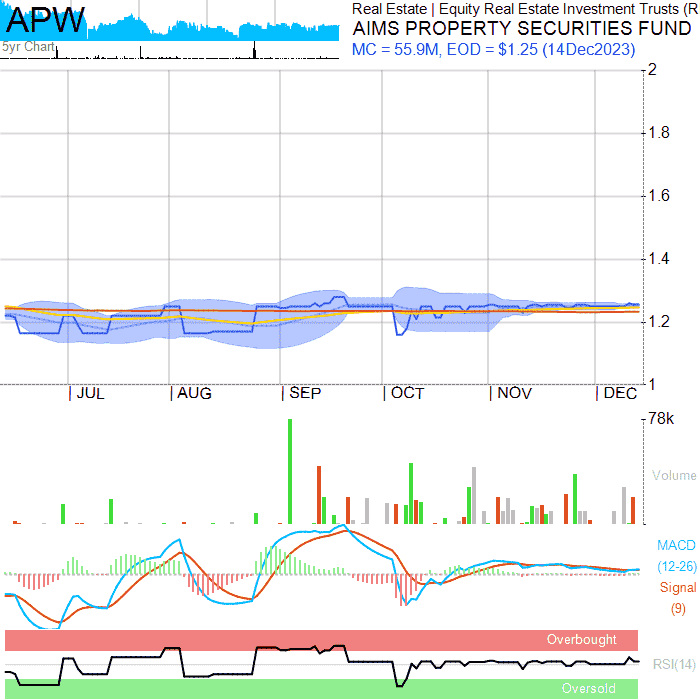 APW
5yr Chart
Real Estate | Equity Real Estate Investment Trusts (R
AIMS PROPERTY SECURITIES FUND
MC = 55.9M, EOD = $1.25 (14Dec2023)
2
1.8
1.6
1.4
1.2
1
JUL AUG SEP OCT NOV DEC
78k
Volume
MACD
(12-26)
Signal
(9)
Overbought
RSI(14)
Oversold